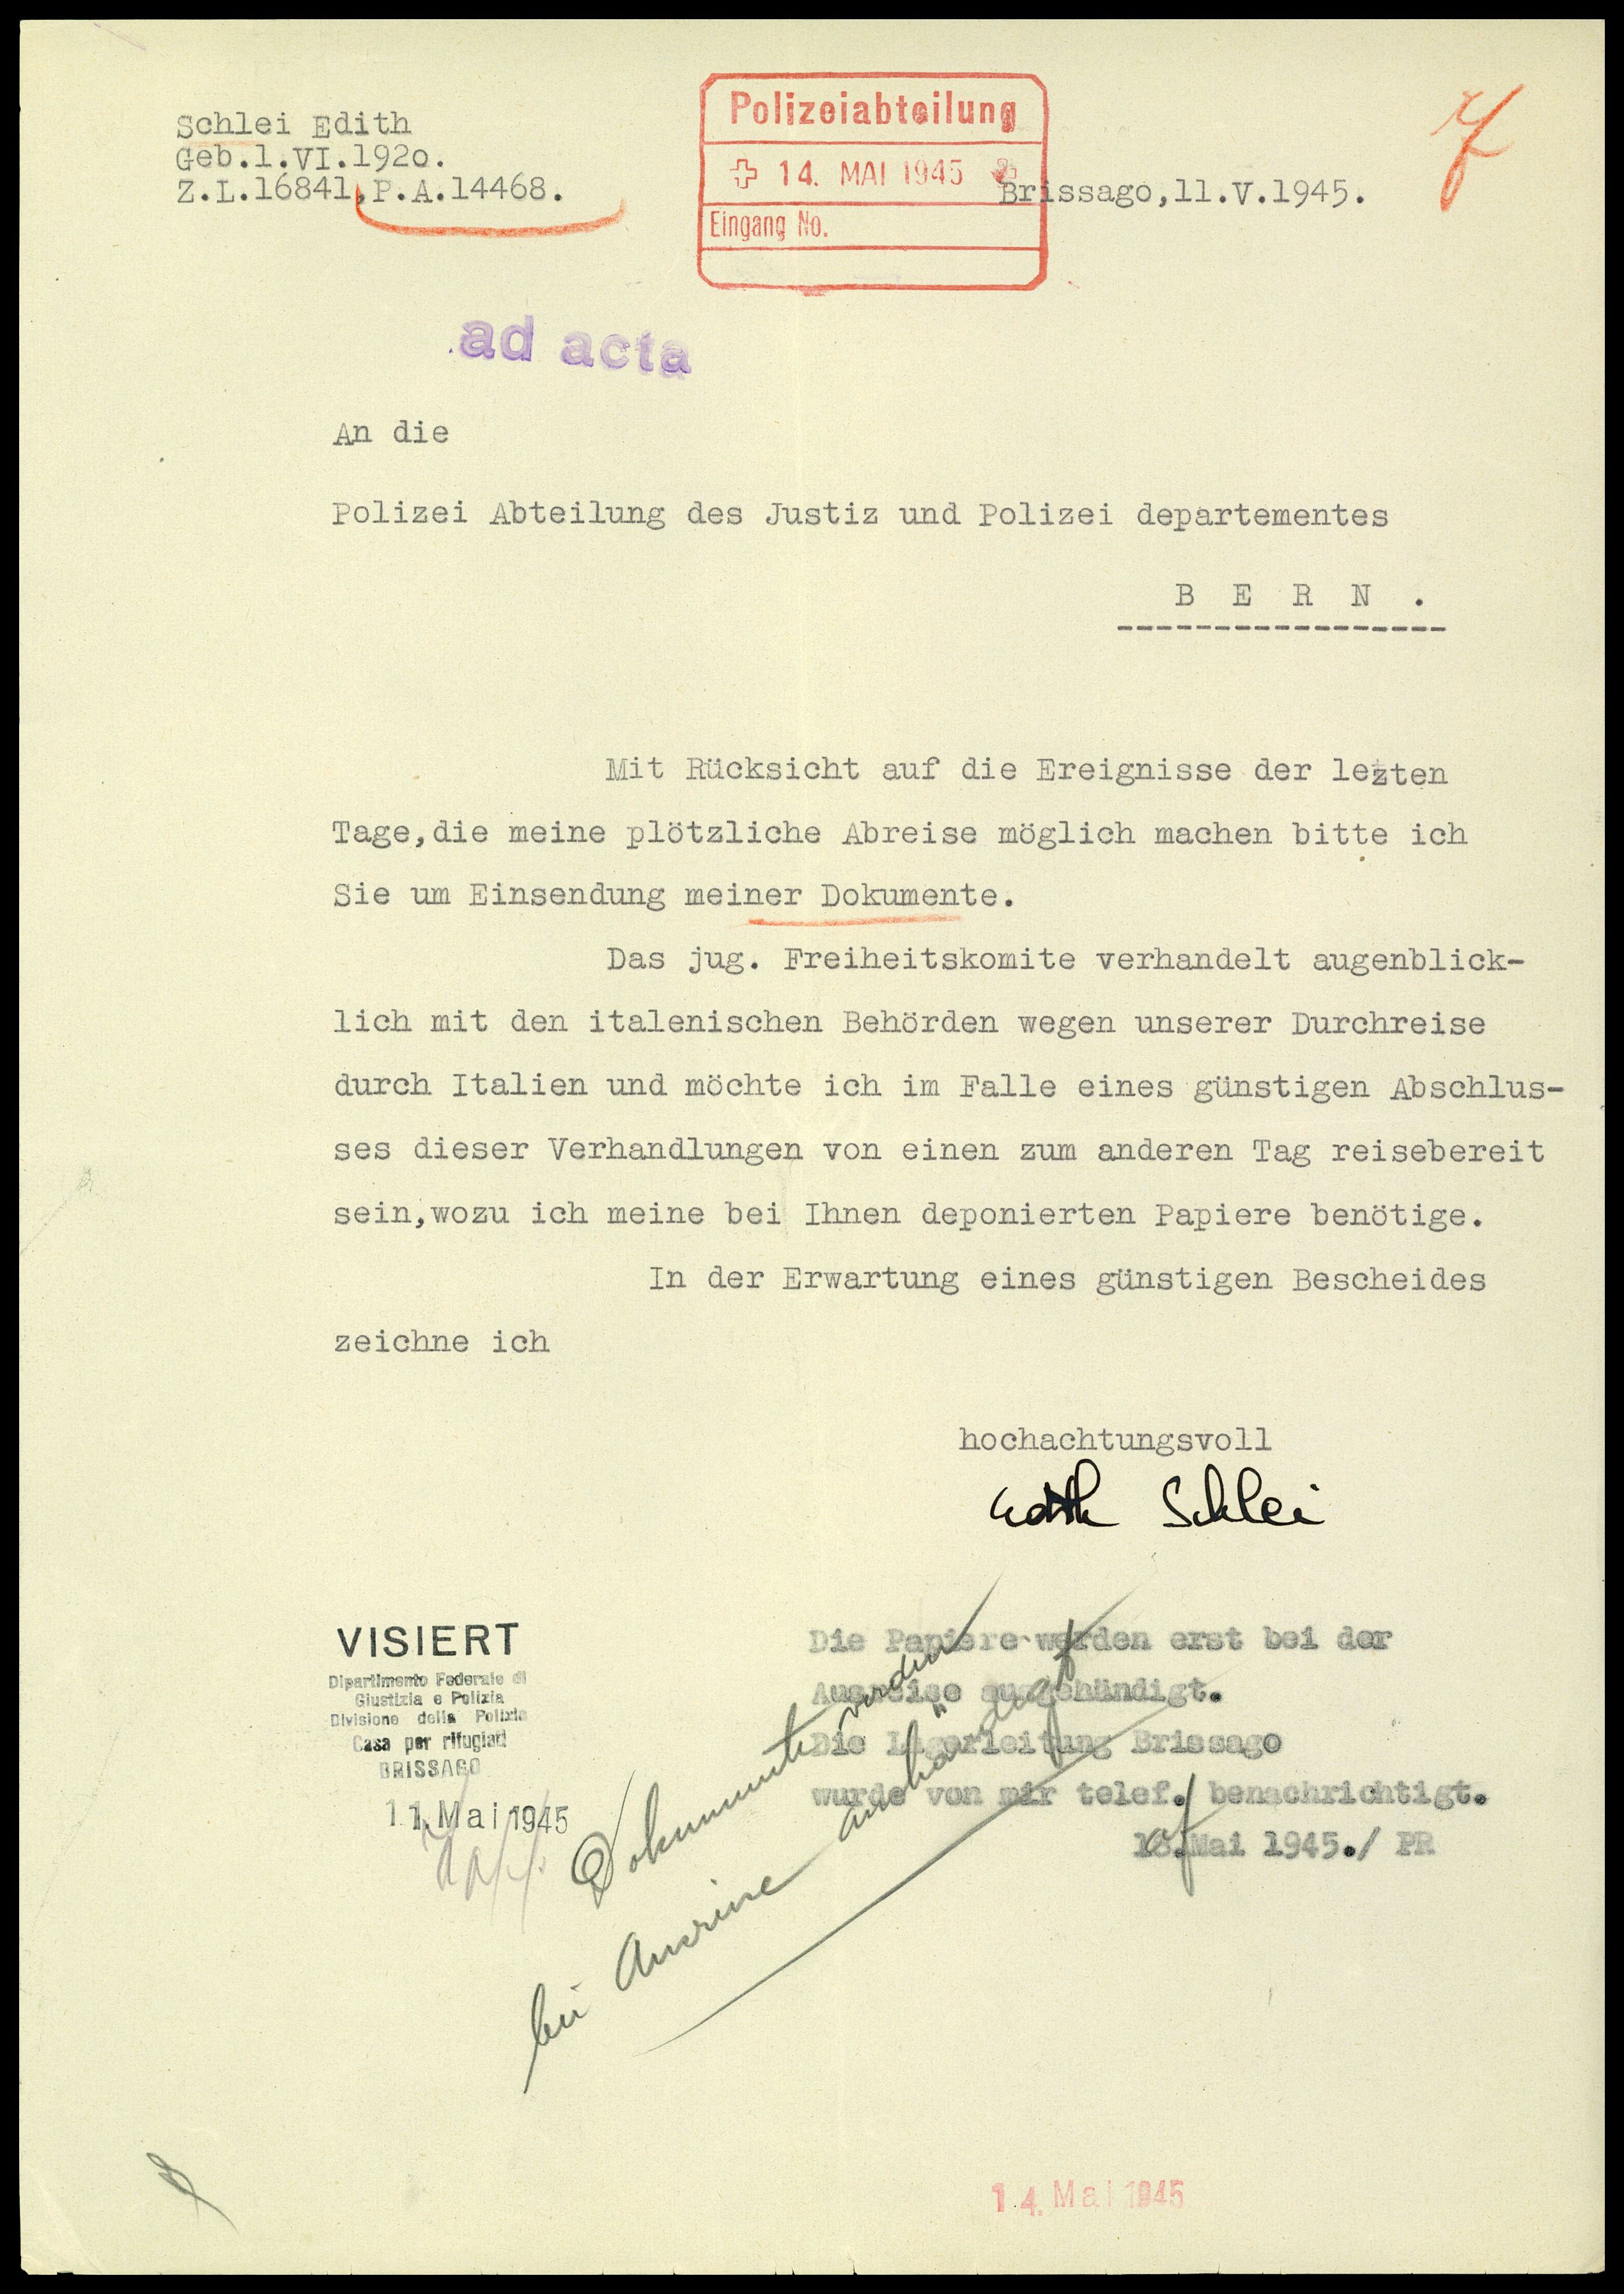 Schlei Edith
Geb.1.VI.192o.
Z.L.16841,P.A.14468.
Polizeiabteilung
14. MAI 1945
Eingang No.
Brissago,11.V.1945.
ad acta
An die
Polizei Abteilung des Justiz und Polizei departementes
B E R N .
Mit Rücksicht auf die Ereignisse der lezten
Tage,die meine plötzliche Abreise möglich machen bitte ich
Sie um Einsendung meiner Dokumente.
Das jug. Freiheitskomite verhandelt augenblick-
lich mit den italenischen Behörden wegen unserer Durchreise
durch Italien und möchte ich im Falle eines günstigen Abschlus-
ses dieser Verhandlungen von einen zum anderen Tag reisebereit
sein,wozu ich meine bei Ihnen deponierten Papiere benötige.
In der Erwartung eines günstigen Bescheides
zeichne ich
hochachtungsvoll
Edith Schlei
VISIERT
Dipartimento Federale di
Giustizia e Polizia
Divisione della Polizia
Casa per rifugiati
BRISSAGO
11. Mai 1945
Die Papiere werden erst bei der
Ausreise ausgehändigt.
Die Lagerleitung Brissago
wurde von mir telef. benachrichtigt.
18.Mai 1945./ PR
Dokumente werden
bei Ausreise ausgehändigt
14. Mai 1945